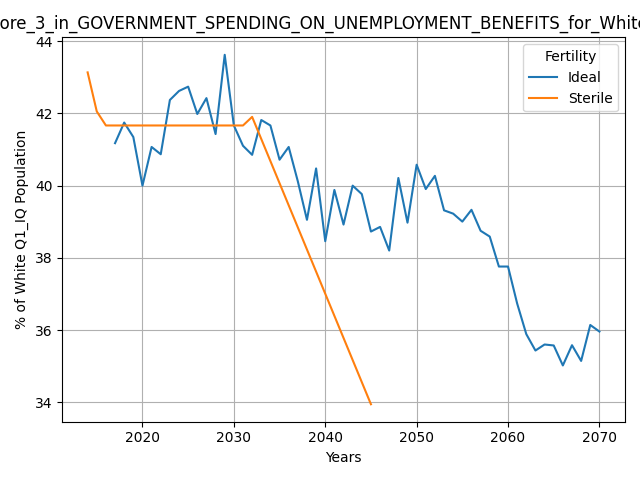 ore_3_in_GOVERNMENT_SPENDING_ON_UNEMPLOYMENT_BENEFITS_for_White
44
42
40
38
36
34
% of White Q1_IQ Population
Fertility
Ideal
Sterile
2020 2030 2040 2050 2060 2070
Years